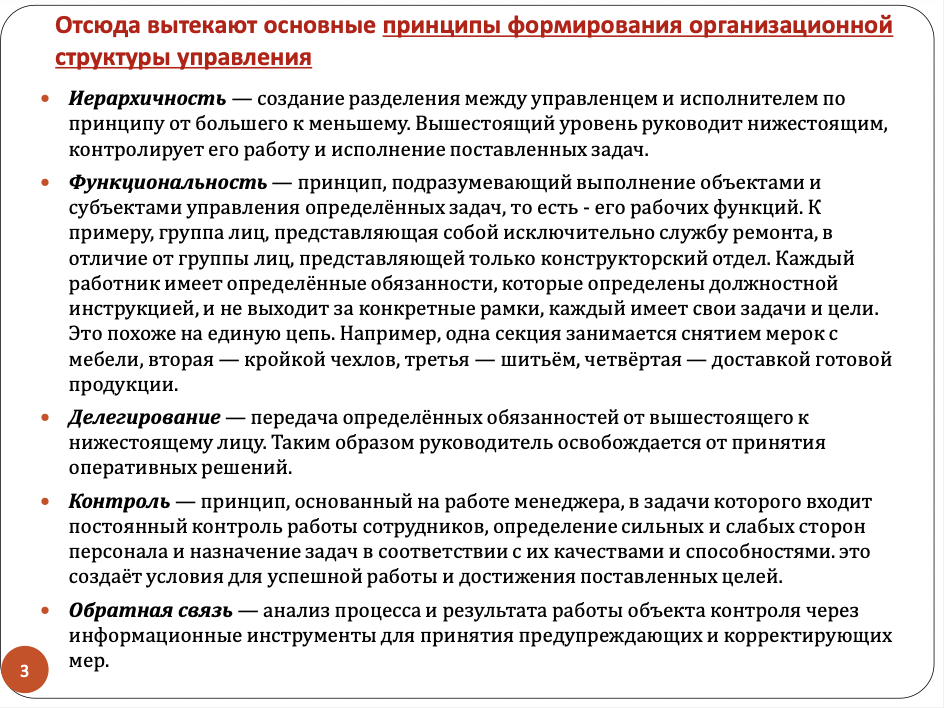 Отсюда вытекают основные принципы формирования организационной
структуры управления
• Иерархичность — создание разделения между управленцем и исполнителем по
принципу от большего к меньшему. Вышестоящий уровень руководит нижестоящим,
контролирует его работу и исполнение поставленных задач.
• Функциональность — принцип, подразумевающий выполнение объектами и
субъектами управления определённых задач, то есть - его рабочих функций. К
примеру, группа лиц, представляющая собой исключительно службу ремонта, в
отличие от группы лиц, представляющей только конструкторский отдел. Каждый
работник имеет определённые обязанности, которые определены должностной
инструкцией, и не выходит за конкретные рамки, каждый имеет свои задачи и цели.
Это похоже на единую цепь. Например, одна секция занимается снятием мерок с
мебели, вторая — кройкой чехлов, третья — шитьём, четвёртая — доставкой готовой
продукции.
• Делегирование — передача определённых обязанностей от вышестоящего к
нижестоящему лицу. Таким образом руководитель освобождается от принятия
оперативных решений.
• Контроль — принцип, основанный на работе менеджера, в задачи которого входит
постоянный контроль работы сотрудников, определение сильных и слабых сторон
персонала и назначение задач в соответствии с их качествами и способностями. это
создаёт условия для успешной работы и достижения поставленных целей.
• Обратная связь — анализ процесса и результата работы объекта контроля через
информационные инструменты для принятия предупреждающих и корректирующих
мер.
3